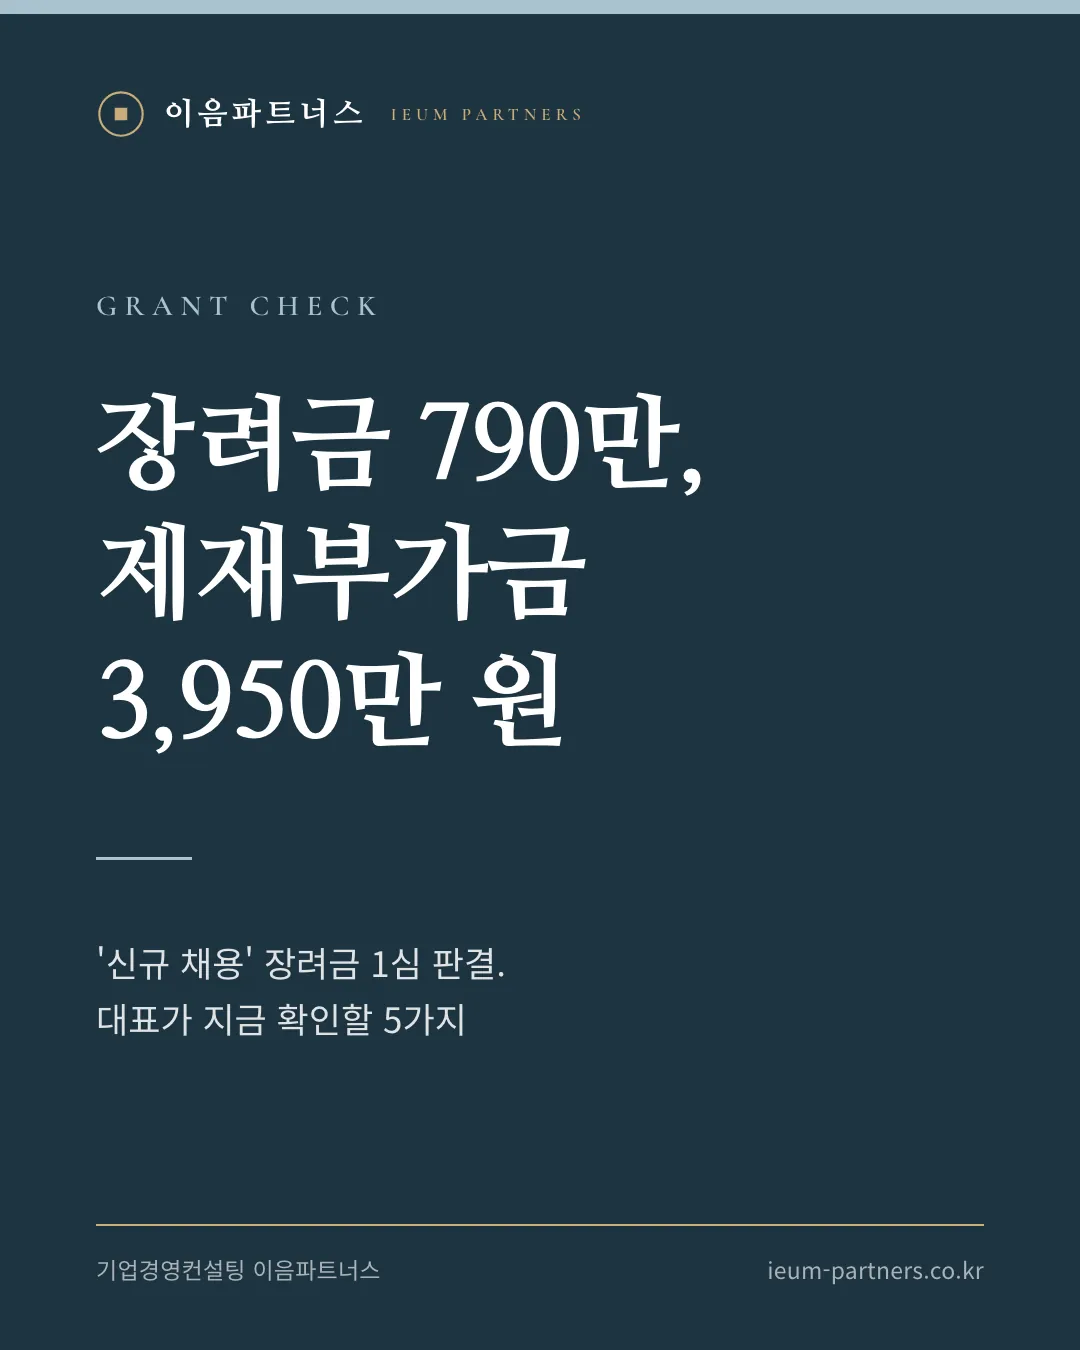 이음파트너스 IEUM PARTNERS
GRANT CHECK
장려금 790만,
제재부가금
3,950만 원
'신규 채용' 장려금 1심 판결.
대표가 지금 확인할 5가지
기업경영컨설팅 이음파트너스
ieum-partners.co.kr